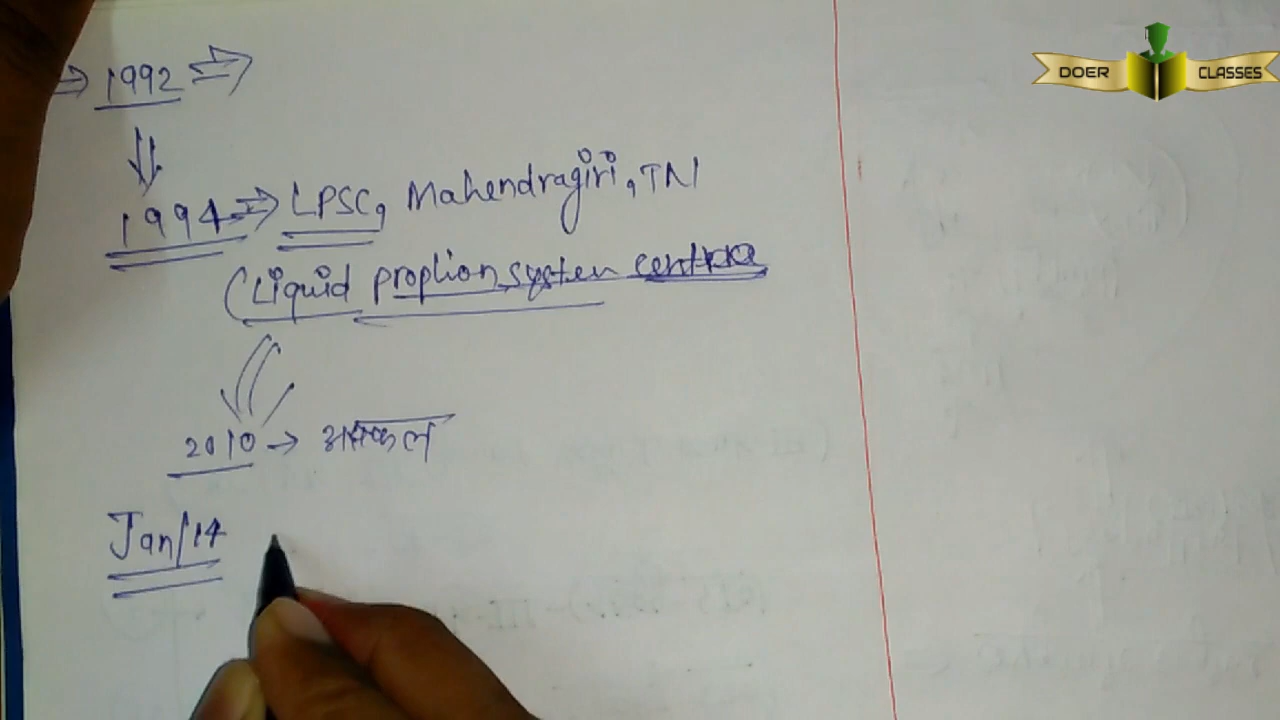 DOER CLASSES
⇒ 1992 ⇒
1994 ⇒ LPSC, Mahendragiri, TN
(Liquid proplion system centre
2010 → असफल
Jan/14